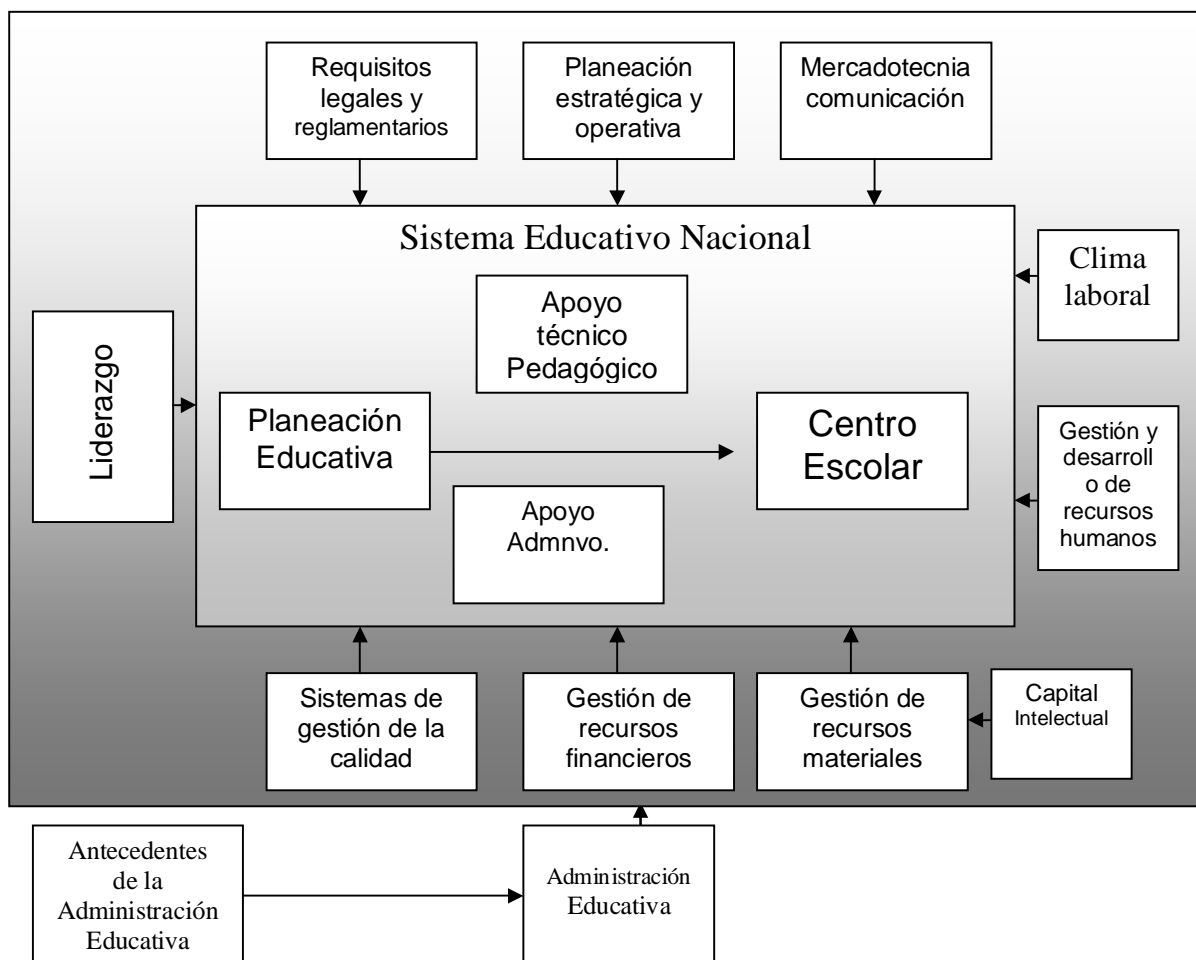 Requisitos
legales y
reglamentarios
Planeación
estratégica y
operativa
Mercadotecnia
comunicación
Sistema Educativo Nacional
Clima
laboral
Apoyo
técnico
Pedagógico
Liderazgo
Planeación
Educativa
Centro
Escolar
Gestión y
desarroll
o de
recursos
humanos
Apoyo
Admnvo.
Sistemas de
gestión de la
calidad
Gestión de
recursos
financieros
Gestión de
recursos
materiales
Capital
Intelectual
Antecedentes
de la
Administración
Educativa
Administración
Educativa